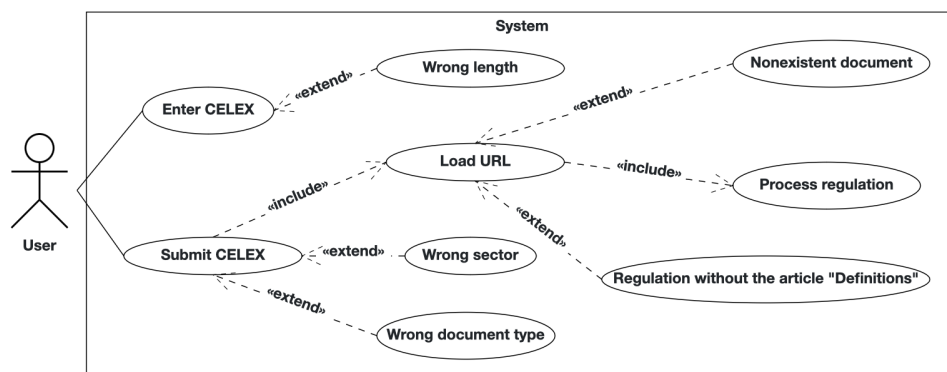 System
Wrong length
Nonexistent document
«extend»
«extend»
Enter CELEX
Load URL
«include»
Process regulation
«include»
«extend»
User
Submit CELEX
«extend»
Wrong sector
Regulation without the article "Definitions"
«extend»
Wrong document type